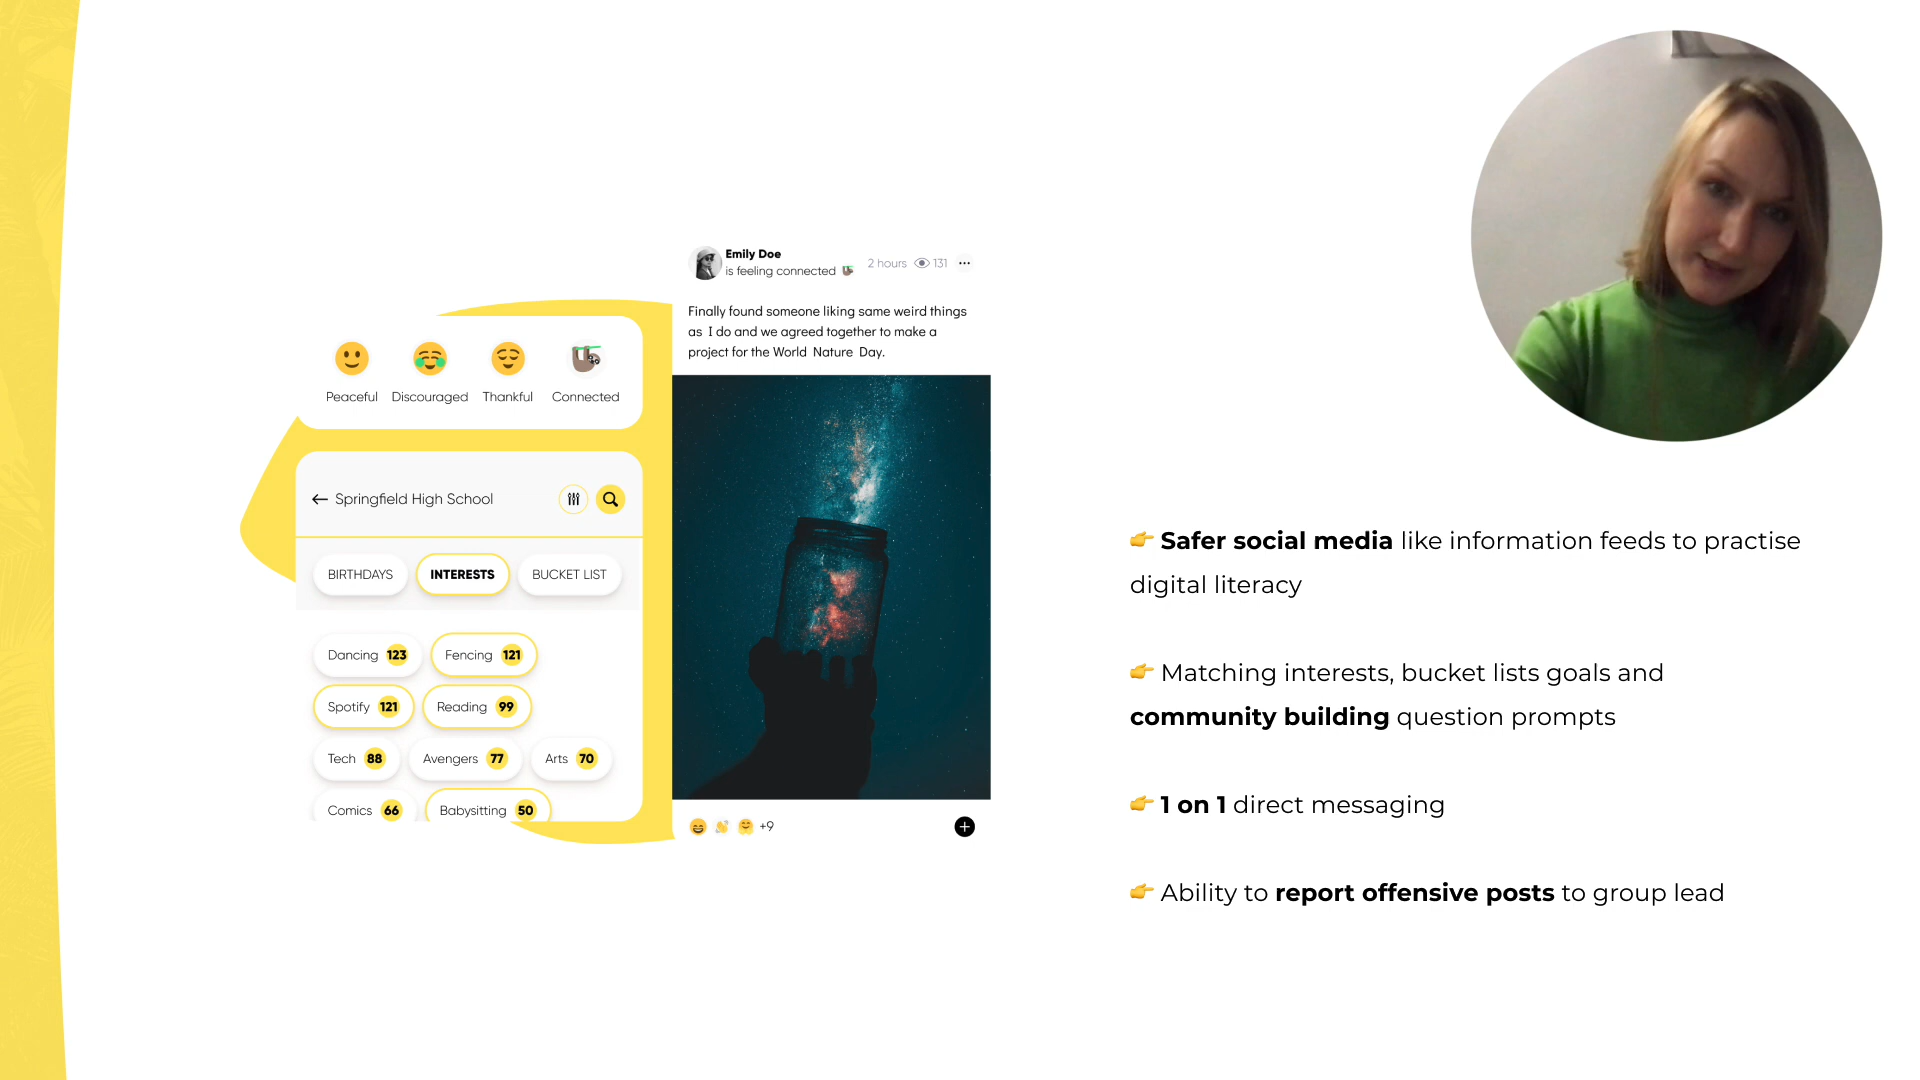 Emily Doe
is feeling connected
2 hours 131
Finally found someone liking same weird things
as I do and we agreed together to make a
project for the World Nature Day.
+9
Peaceful Discouraged Thankful Connected
Springfield High School
BIRTHDAYS INTERESTS BUCKET LIST
Dancing 123 Fencing 121
Spotify 121 Reading 99
Tech 88 Avengers 77 Arts 70
Comics 66 Babysitting 50
👉 Safer social media like information feeds to practise
digital literacy
👉 Matching interests, bucket lists goals and
community building question prompts
👉 1 on 1 direct messaging
👉 Ability to report offensive posts to group lead